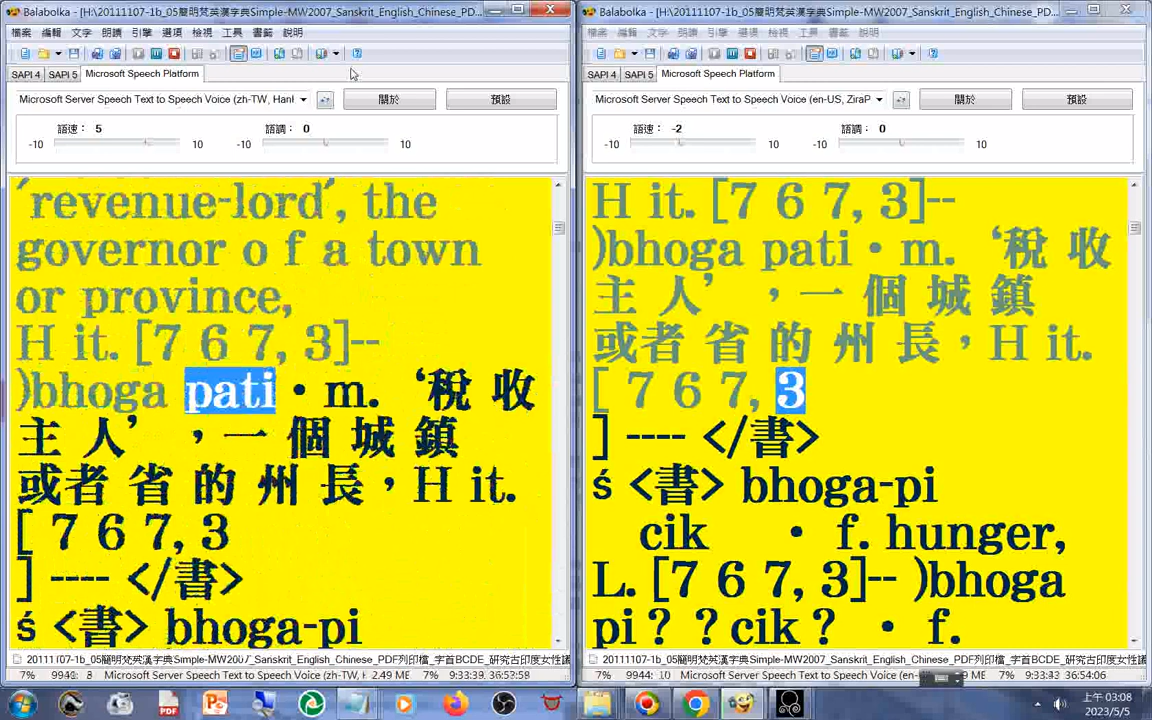 Balabolka - [H:\20111107-1b_05簡明梵英漢字典Simple-MW2007_Sanskrit_English_Chinese_PD...
檔案 編輯 文字 朗讀 引擎 選項 檢視 工具 書籤 說明
SAPI 4 SAPI 5 Microsoft Speech Platform
Microsoft Server Speech Text to Speech Voice (zh-TW, Hanl 關於 預設
語速： 5 語調： 0
-10 10 -10 10
'revenue-lord', the
governor o f a town
or province,
H it. [7 6 7, 3]--
)bhoga pati • m. ‘稅 收
主 人’ ，一 個 城 鎮
或者 省 的 州 長，H it.
[ 7 6 7, 3
] ---- </書>
ś <書> bhoga-pi
20111107-1b_05簡明梵英漢字典Simple-MW2007_Sanskrit_English_Chinese_PDF列印檔_字首BCDE_研究古印度女性議
7% Microsoft Server Speech Text to Speech Voice (zh-TW, H 2.49 ME 7% 9:33:39
Balabolka - [H:\20111107-1b_05簡明梵英漢字典Simple-MW2007_Sanskrit_English_Chinese_PDF...
檔案 編輯 文字 朗讀 引擎 選項 檢視 工具 書籤 說明
SAPI 4 SAPI 5 Microsoft Speech Platform
Microsoft Server Speech Text to Speech Voice (en-US, ZiraP 關於 預設
語速： -2 語調： 0
-10 10 -10 10
H it. [7 6 7, 3]--
)bhoga pati • m. ‘稅 收
主 人’ ，一 個 城 鎮
或者 省 的 州 長，H it.
[ 7 6 7, 3
] ---- </書>
ś <書> bhoga-pi
cik • f. hunger,
L. [7 6 7, 3]-- )bhoga
pi？？cik？ • f.
20111107-1b_05簡明梵英漢字典Simple-MW2007_Sanskrit_English_Chinese_PDF列印檔_字首BCDE_研究古印度女性議
7% 9944: 10 Microsoft Server Speech Text to Speech Voice (en-US, 7% 9:33:39 36:54:06
上午 03:08
2023/5/5